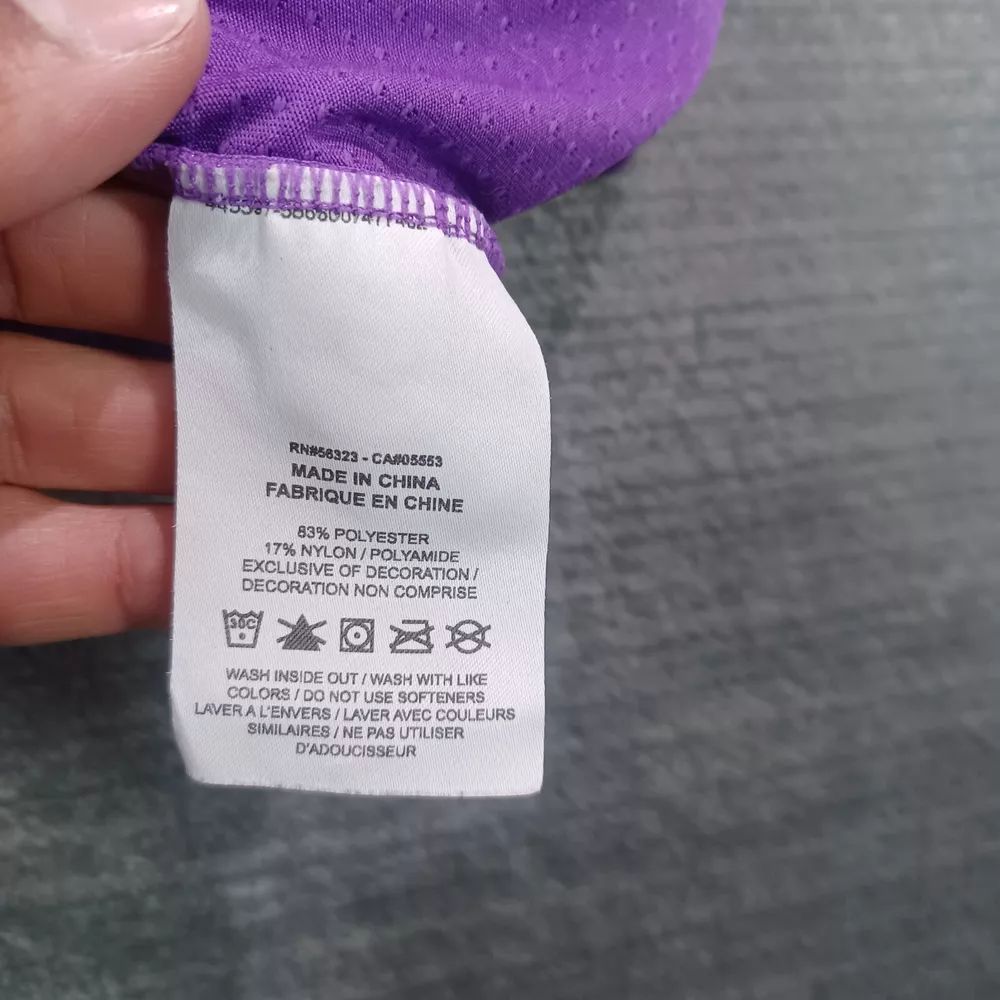 RN#56323 - CA#05553
MADE IN CHINA
FABRIQUE EN CHINE
83% POLYESTER
17% NYLON / POLYAMIDE
EXCLUSIVE OF DECORATION /
DECORATION NON COMPRISE
30C
WASH INSIDE OUT / WASH WITH LIKE
COLORS / DO NOT USE SOFTENERS
LAVER A L'ENVERS / LAVER AVEC COULEURS
SIMILAIRES / NE PAS UTILISER
D'ADOUCISSEUR